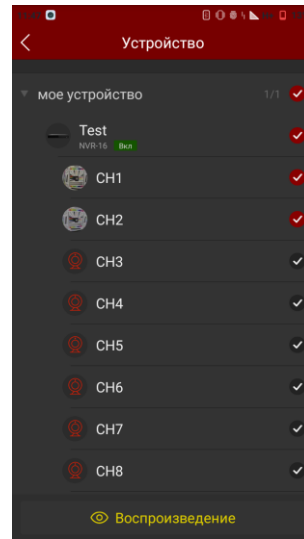 Устройство
мое устройство 1/1
Test
NVR-16 Вкл
CH1
CH2
CH3
CH4
CH5
CH6
CH7
CH8
Воспроизведение